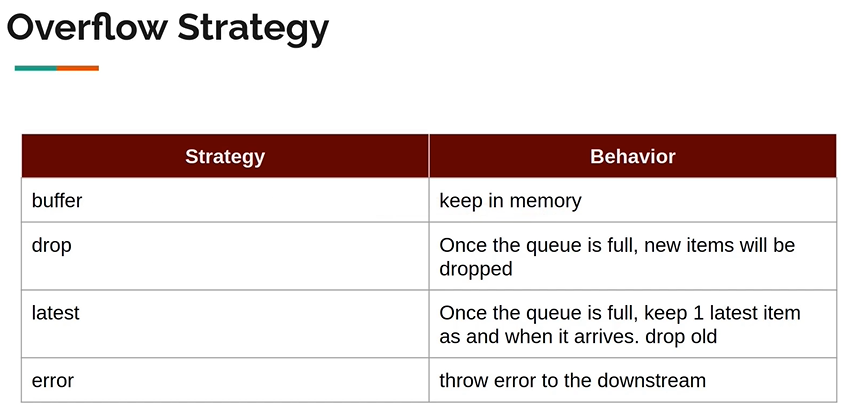 Overflow Strategy
Strategy
Behavior
buffer
keep in memory
drop
Once the queue is full, new items will be
dropped
latest
Once the queue is full, keep 1 latest item
as and when it arrives. drop old
error
throw error to the downstream